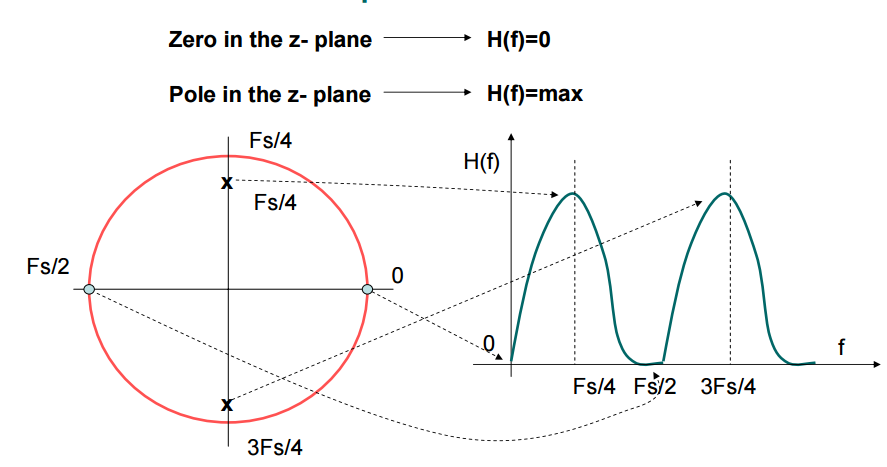 Zero in the z- plane H(f)=0
Pole in the z- plane H(f)=max
Fs/4
H(f)
x
Fs/4
Fs/2
0
0
f
x
Fs/4 Fs/2 3Fs/4
3Fs/4